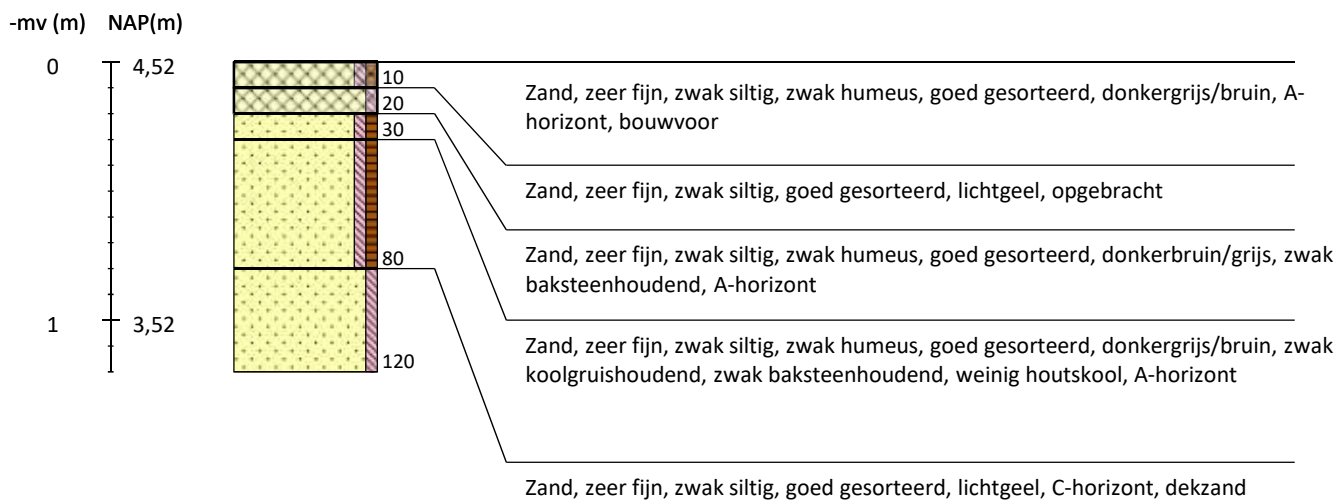 -mv (m) NAP(m)
0 4,52
10
Zand, zeer fijn, zwak siltig, zwak humeus, goed gesorteerd, donkergrijs/bruin, A-
horizont, bouwvoor
20
Zand, zeer fijn, zwak siltig, goed gesorteerd, lichtgeel, opgebracht
30
Zand, zeer fijn, zwak siltig, zwak humeus, goed gesorteerd, donkerbruin/grijs, zwak
baksteenhoudend, A-horizont
80
1 3,52
Zand, zeer fijn, zwak siltig, zwak humeus, goed gesorteerd, donkergrijs/bruin, zwak
koolgruishoudend, zwak baksteenhoudend, weinig houtskool, A-horizont
120
Zand, zeer fijn, zwak siltig, goed gesorteerd, lichtgeel, C-horizont, dekzand